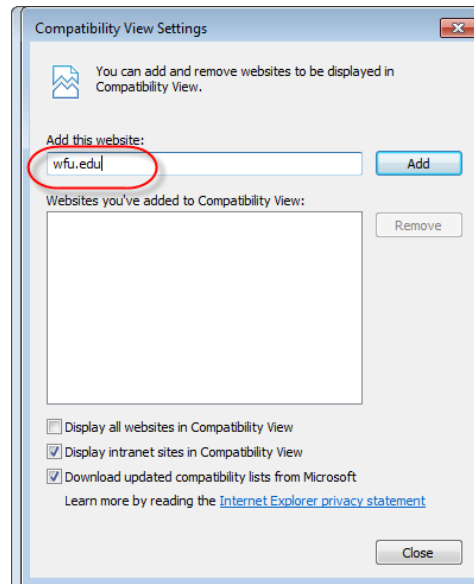 Compatibility View Settings
You can add and remove websites to be displayed in
Compatibility View.
Add this website:
wfu.edu
Add
Websites you've added to Compatibility View:
Remove
Display all websites in Compatibility View
Display intranet sites in Compatibility View
Download updated compatibility lists from Microsoft
Learn more by reading the Internet Explorer privacy statement
Close